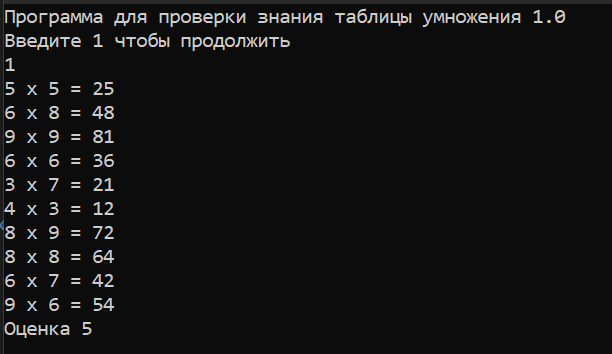 Программа для проверки знания таблицы умножения 1.0
Введите 1 чтобы продолжить
1
5 x 5 = 25
6 x 8 = 48
9 x 9 = 81
6 x 6 = 36
3 x 7 = 21
4 x 3 = 12
8 x 9 = 72
8 x 8 = 64
6 x 7 = 42
9 x 6 = 54
Оценка 5